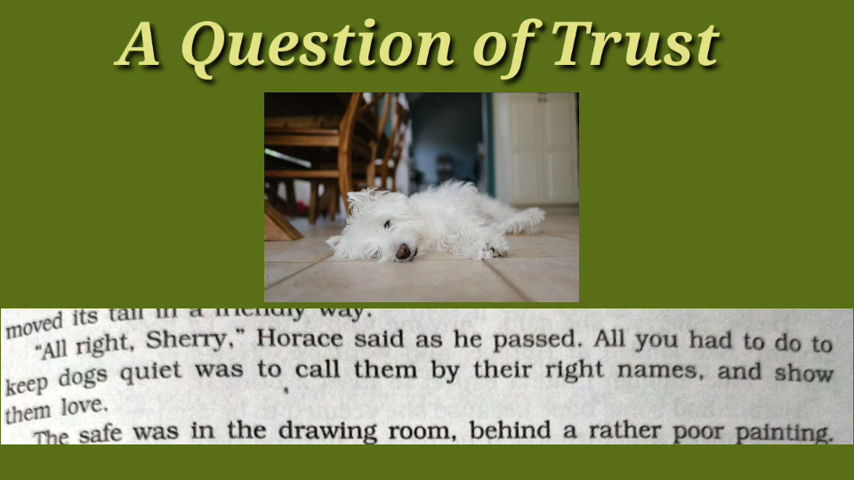 A Question of Trust
moved its tail in a friendly way.
"All right, Sherry," Horace said as he passed. All you had to do to
keep dogs quiet was to call them by their right names, and show
them love.
The safe was in the drawing room, behind a rather poor painting.